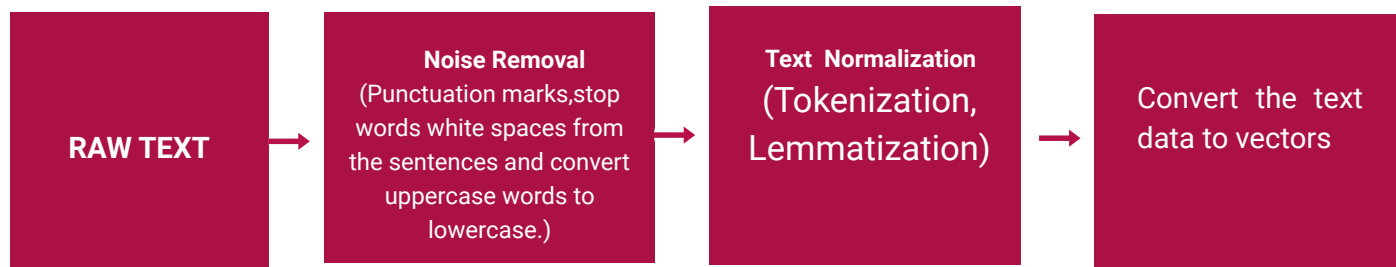 RAW TEXT
Noise Removal
(Punctuation marks,stop
words white spaces from
the sentences and convert
uppercase words to
lowercase.)
Text Normalization
(Tokenization,
Lemmatization)
Convert the text
data to vectors